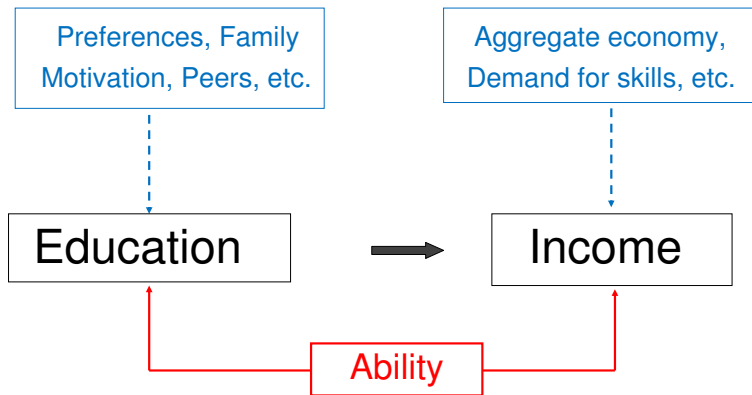 Preferences, Family
Motivation, Peers, etc.
Aggregate economy,
Demand for skills, etc.
Education
Income
Ability